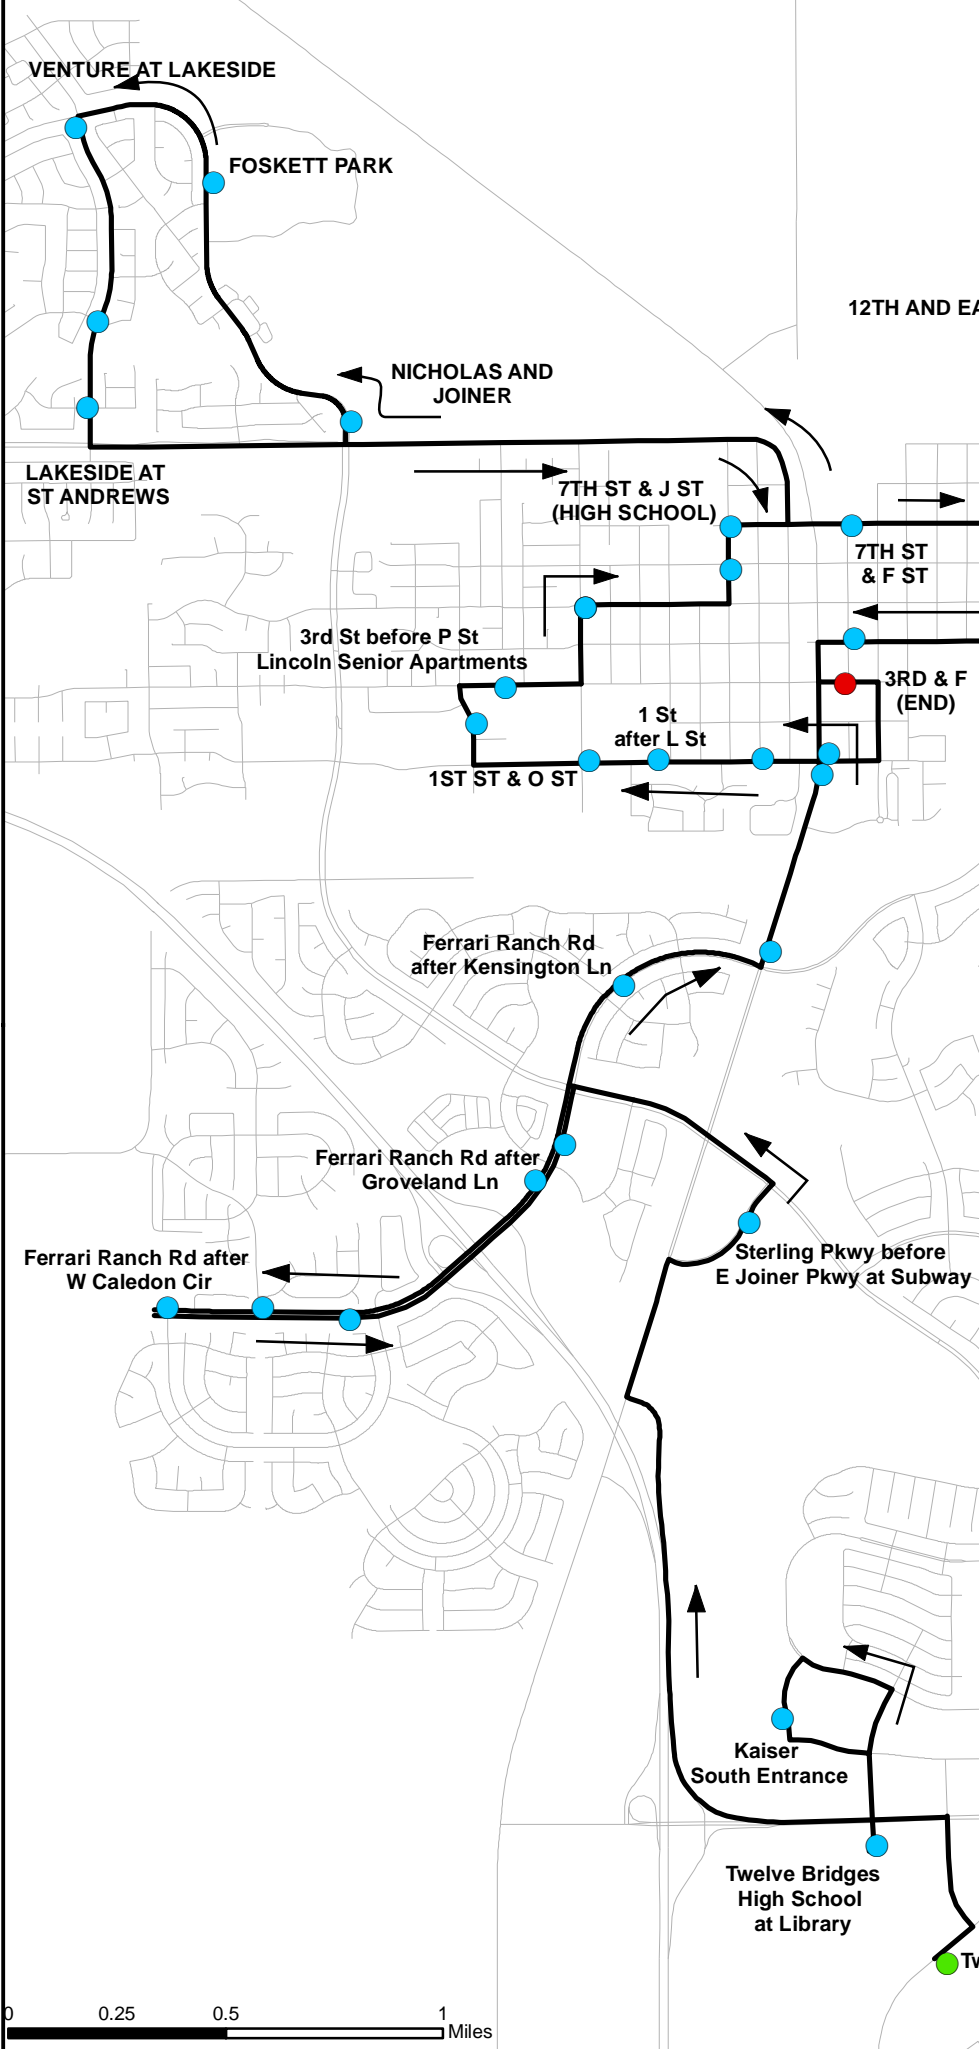 VENTURE AT LAKESIDE
FOSKETT PARK
12TH AND EA
NICHOLAS AND
JOINER
LAKESIDE AT
ST ANDREWS
7TH ST & J ST
(HIGH SCHOOL)
7TH ST
& F ST
3rd St before P St
Lincoln Senior Apartments
3RD & F
(END)
1 St
after L St
1ST ST & O ST
Ferrari Ranch Rd
after Kensington Ln
Ferrari Ranch Rd after
Groveland Ln
Sterling Pkwy before
E Joiner Pkwy at Subway
Ferrari Ranch Rd after
W Caledon Cir
Kaiser
South Entrance
Twelve Bridges
High School
at Library
Tw
0 0.25 0.5 1
Miles